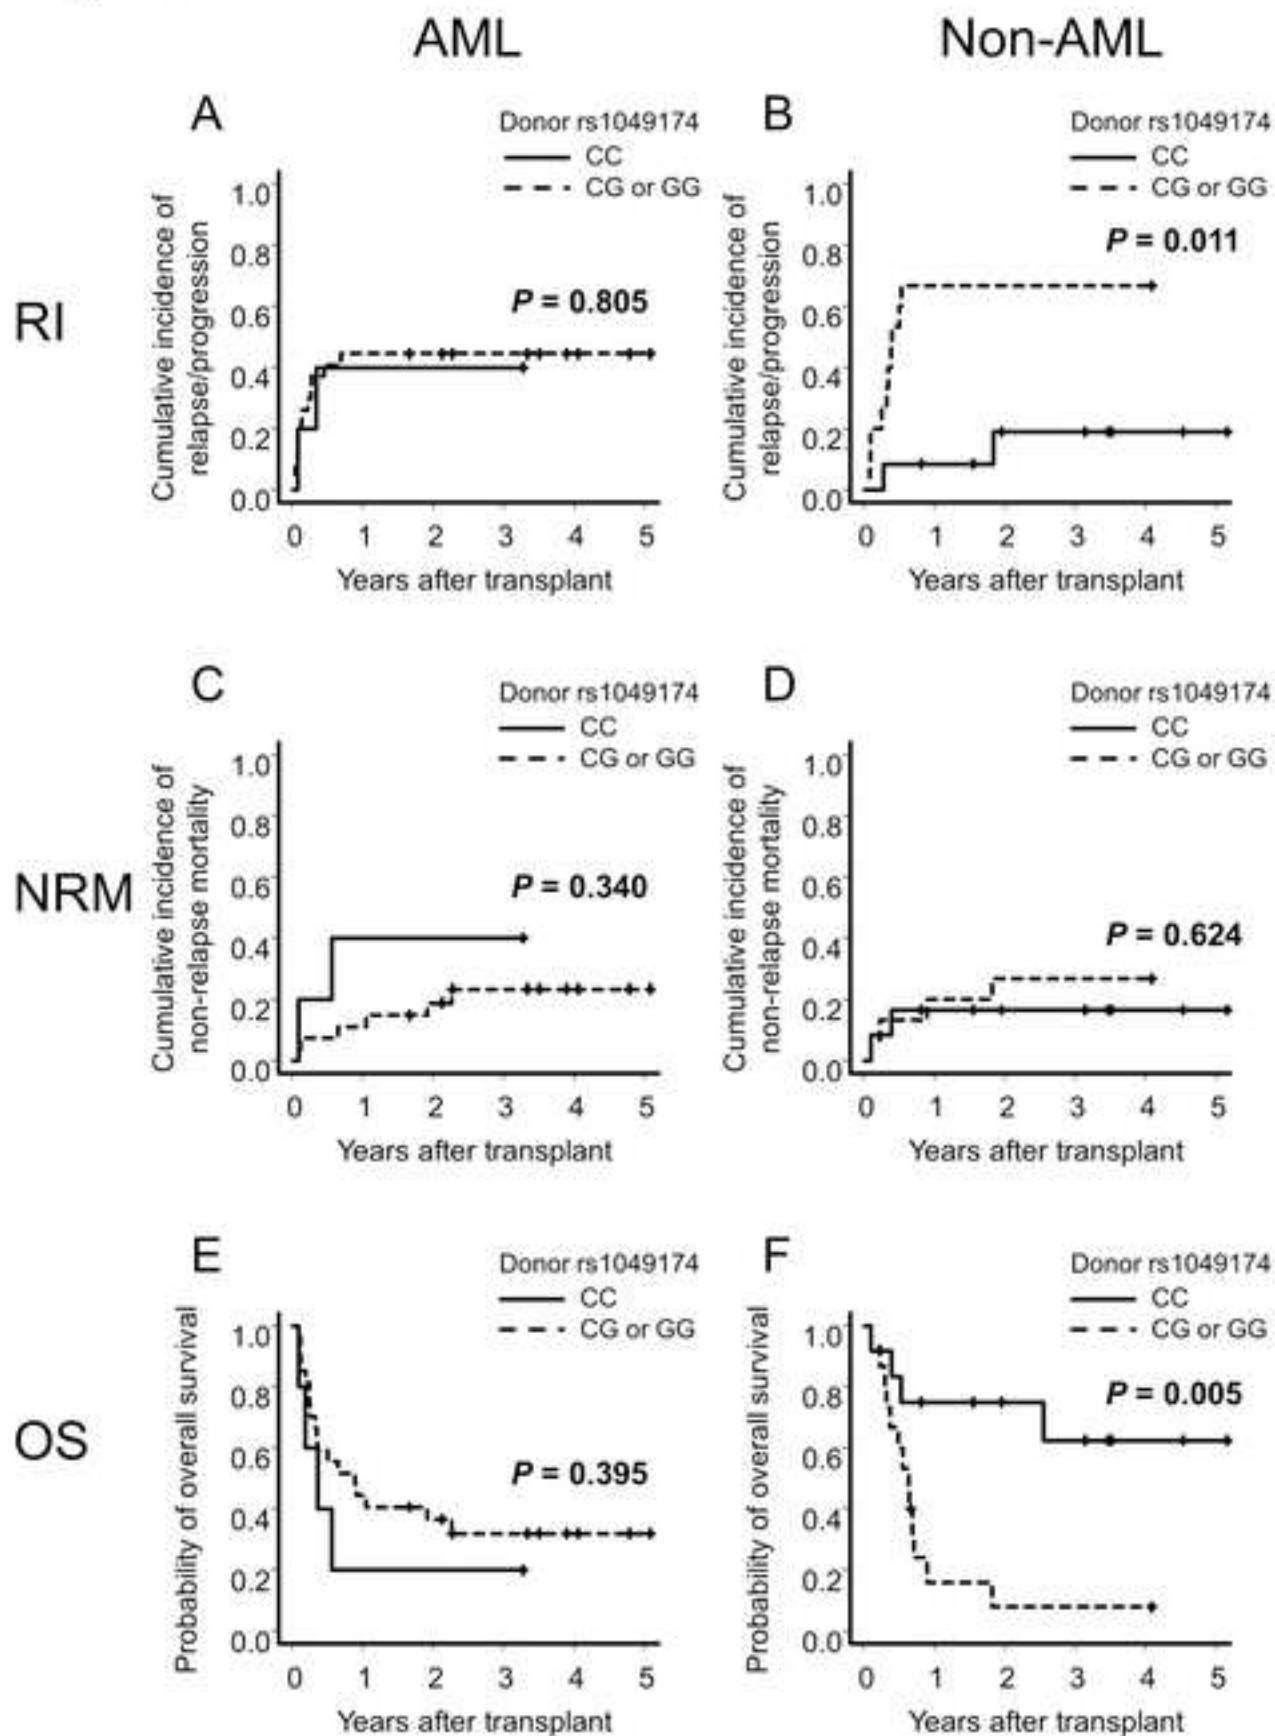 AML
Non-AML
RI
A
Donor rs1049174
CC
CG or GG
P = 0.805
Cumulative incidence of
relapse/progression
1.0
0.8
0.6
0.4
0.2
0.0
0 1 2 3 4 5
Years after transplant
B
Donor rs1049174
CC
CG or GG
P = 0.011
Cumulative incidence of
relapse/progression
1.0
0.8
0.6
0.4
0.2
0.0
0 1 2 3 4 5
Years after transplant
NRM
C
Donor rs1049174
CC
CG or GG
P = 0.340
Cumulative incidence of
non-relapse mortality
1.0
0.8
0.6
0.4
0.2
0.0
0 1 2 3 4 5
Years after transplant
D
Donor rs1049174
CC
CG or GG
P = 0.624
Cumulative incidence of
non-relapse mortality
1.0
0.8
0.6
0.4
0.2
0.0
0 1 2 3 4 5
Years after transplant
OS
E
Donor rs1049174
CC
CG or GG
P = 0.395
Probability of overall survival
1.0
0.8
0.6
0.4
0.2
0.0
0 1 2 3 4 5
Years after transplant
F
Donor rs1049174
CC
CG or GG
P = 0.005
Probability of overall survival
1.0
0.8
0.6
0.4
0.2
0.0
0 1 2 3 4 5
Years after transplant